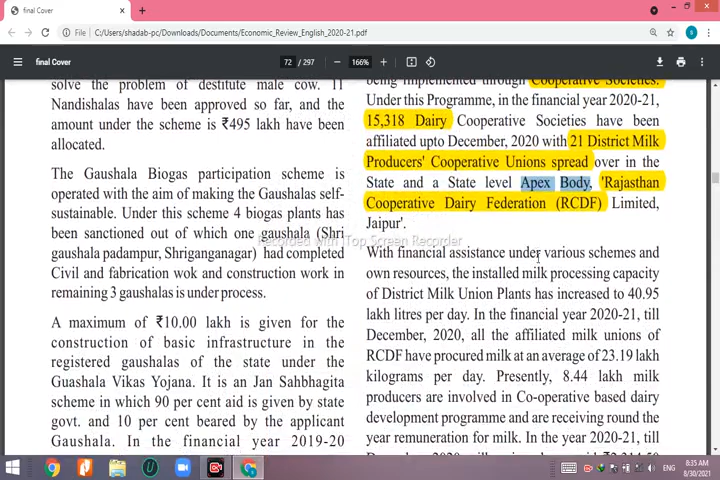 final Cover
File | C:/Users/shadab-pc/Downloads/Documents/Economic_Review_English_2020-21.pdf
final Cover
72 / 297
166%
solve the problem of destitute male cow. 11
Nandishalas have been approved so far, and the
amount under the scheme is ₹495 lakh have been
allocated.
The Gaushala Biogas participation scheme is
operated with the aim of making the Gaushalas self-
sustainable. Under this scheme 4 biogas plants has
been sanctioned out of which one gaushala (Shri
gaushala padampur, Shriganganagar) had completed
Civil and fabrication wok and construction work in
remaining 3 gaushalas is under process.
A maximum of ₹10.00 lakh is given for the
construction of basic infrastructure in the
registered gaushalas of the state under the
Guashala Vikas Yojana. It is an Jan Sahbhagita
scheme in which 90 per cent aid is given by state
govt. and 10 per cent beared by the applicant
Gaushala. In the financial year 2019-20
being implemented through Cooperative Societies.
Under this Programme, in the financial year 2020-21,
15,318 Dairy Cooperative Societies have been
affiliated upto December, 2020 with 21 District Milk
Producers' Cooperative Unions spread over in the
State and a State level Apex Body, 'Rajasthan
Cooperative Dairy Federation (RCDF) Limited,
Jaipur'.
With financial assistance under various schemes and
own resources, the installed milk processing capacity
of District Milk Union Plants has increased to 40.95
lakh litres per day. In the financial year 2020-21, till
December, 2020, all the affiliated milk unions of
RCDF have procured milk at an average of 23.19 lakh
kilograms per day. Presently, 8.44 lakh milk
producers are involved in Co-operative based dairy
development programme and are receiving round the
year remuneration for milk. In the year 2020-21, till
Recorded with iTop Screen Recorder
8:35 AM
8/30/2021